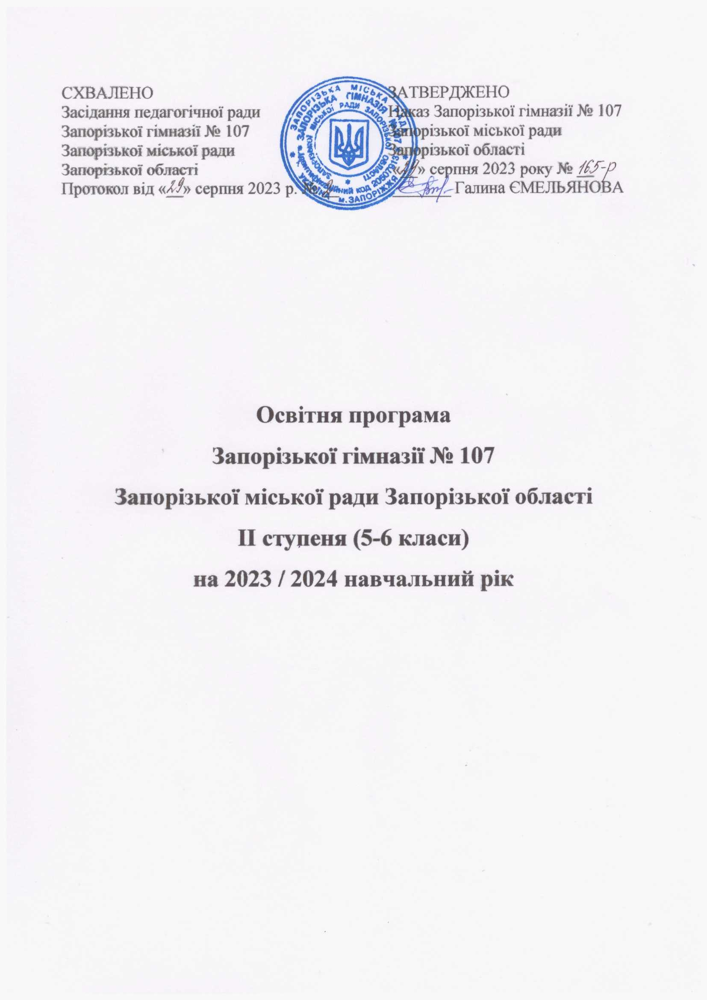 СХВАЛЕНО
Засідання педагогічної ради
Запорізької гімназії № 107
Запорізької міської ради
Запорізької області
Протокол від «29» серпня 2023 р. № 2
ЗАТВЕРДЖЕНО
Наказ Запорізької гімназії № 107
Запорізької міської ради
Запорізької області
«29» серпня 2023 року № 165-р
Галина ЄМЕЛЬЯНОВА
ЗАПОРІЗЬКА МІСЬКА РАДА
ЗАПОРІЗЬКА ГІМНАЗІЯ № 107
ЗАПОРІЗЬКОЇ МІСЬКОЇ РАДИ ЗАПОРІЗЬКОЇ ОБЛАСТІ
Ідентифікаційний код 20507913
УКРАЇНА м.ЗАПОРІЖЖЯ
Освітня програма
Запорізької гімназії № 107
Запорізької міської ради Запорізької області
ІІ ступеня (5-6 класи)
на 2023 / 2024 навчальний рік